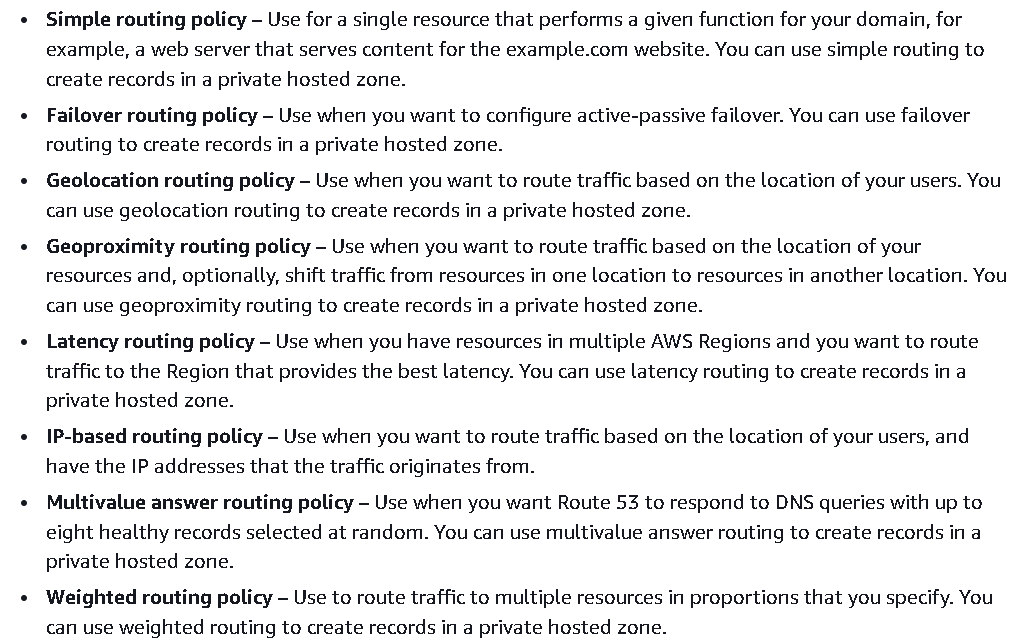 • Simple routing policy – Use for a single resource that performs a given function for your domain, for
example, a web server that serves content for the example.com website. You can use simple routing to
create records in a private hosted zone.
• Failover routing policy – Use when you want to configure active-passive failover. You can use failover
routing to create records in a private hosted zone.
• Geolocation routing policy – Use when you want to route traffic based on the location of your users. You
can use geolocation routing to create records in a private hosted zone.
• Geoproximity routing policy – Use when you want to route traffic based on the location of your
resources and, optionally, shift traffic from resources in one location to resources in another location. You
can use geoproximity routing to create records in a private hosted zone.
• Latency routing policy – Use when you have resources in multiple AWS Regions and you want to route
traffic to the Region that provides the best latency. You can use latency routing to create records in a
private hosted zone.
• IP-based routing policy – Use when you want to route traffic based on the location of your users, and
have the IP addresses that the traffic originates from.
• Multivalue answer routing policy – Use when you want Route 53 to respond to DNS queries with up to
eight healthy records selected at random. You can use multivalue answer routing to create records in a
private hosted zone.
• Weighted routing policy – Use to route traffic to multiple resources in proportions that you specify. You
can use weighted routing to create records in a private hosted zone.